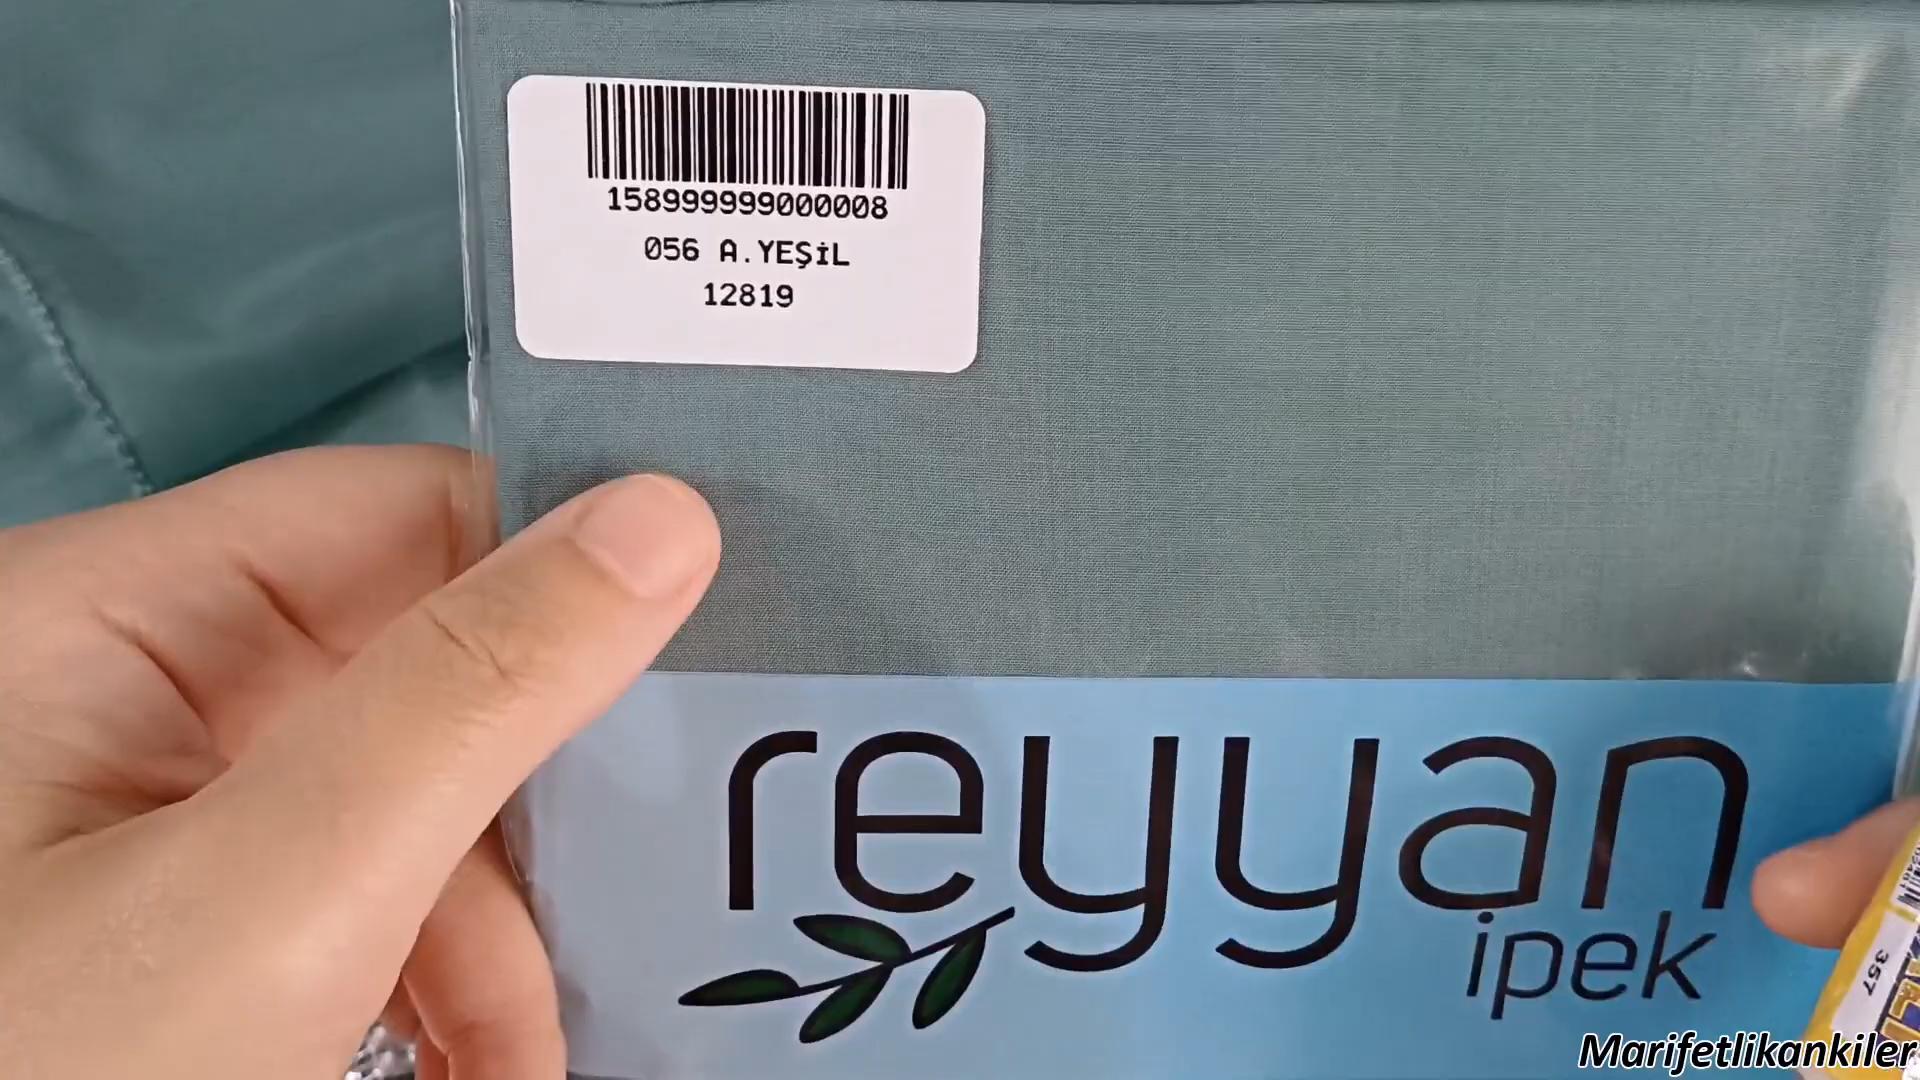 158999999000008
056 A.YEŞİL
12819
reyyan
ipek
357
Marifetlikankiler